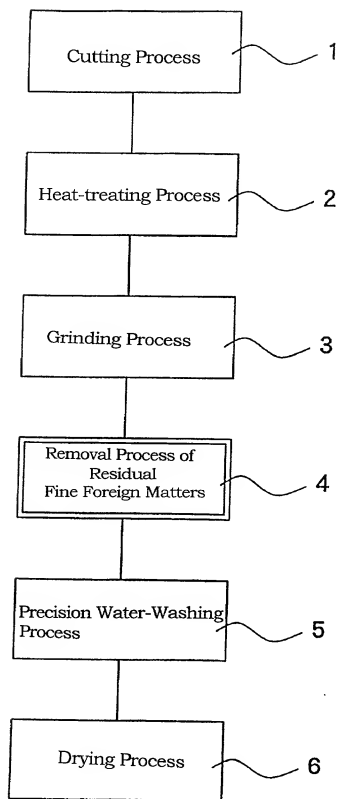 Cutting Process
1
Heat-treating Process
2
Grinding Process
3
Removal Process of
Residual
Fine Foreign Matters
4
Precision Water-Washing
Process
5
Drying Process
6